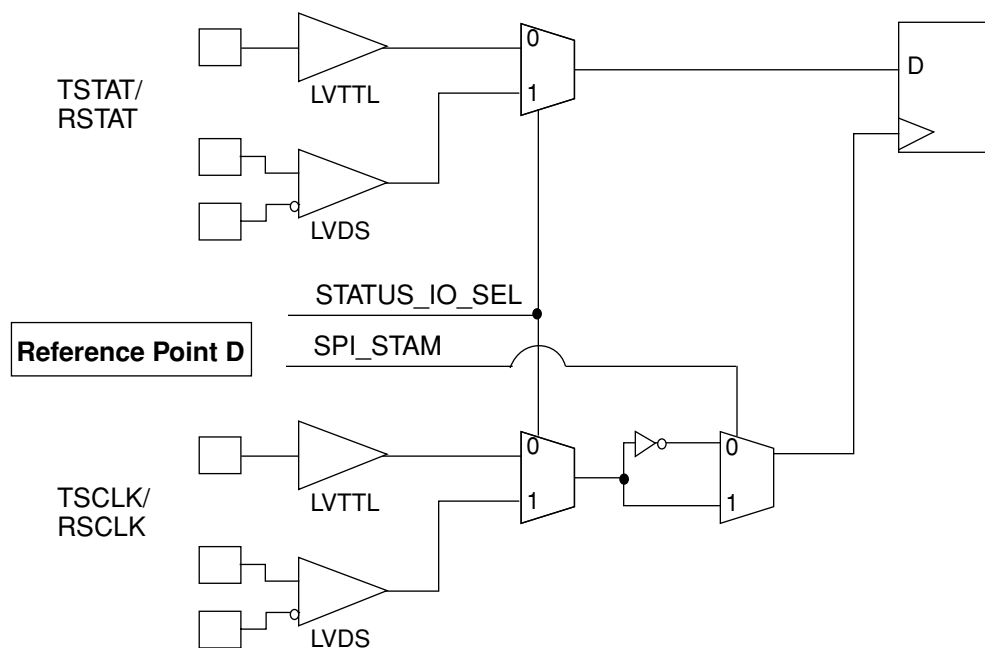 0
D
TSTAT/
RSTAT
LVTTL
1
LVDS
STATUS_IO_SEL
Reference Point D
SPI_STAM
0
0
TSCLK/
RSCLK
LVTTL
1
1
LVDS